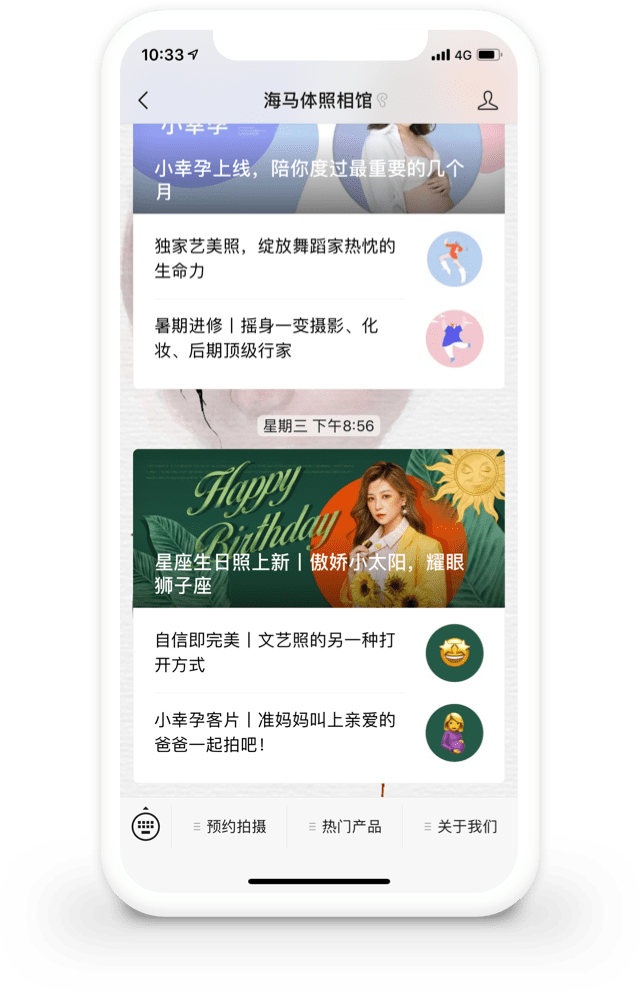 10:33
4G
海马体照相馆
小幸孕
小幸孕上线，陪你度过最重要的几个
月
独家艺美照，绽放舞蹈家热忱的
生命力
暑期进修丨摇身一变摄影、化
妆、后期顶级行家
星期三 下午8:56
Happy
Birthday
星座生日照上新丨傲娇小太阳，耀眼
狮子座
自信即完美丨文艺照的另一种打
开方式
小幸孕客片丨准妈妈叫上亲爱的
爸爸一起拍吧！
预约拍摄
热门产品
关于我们